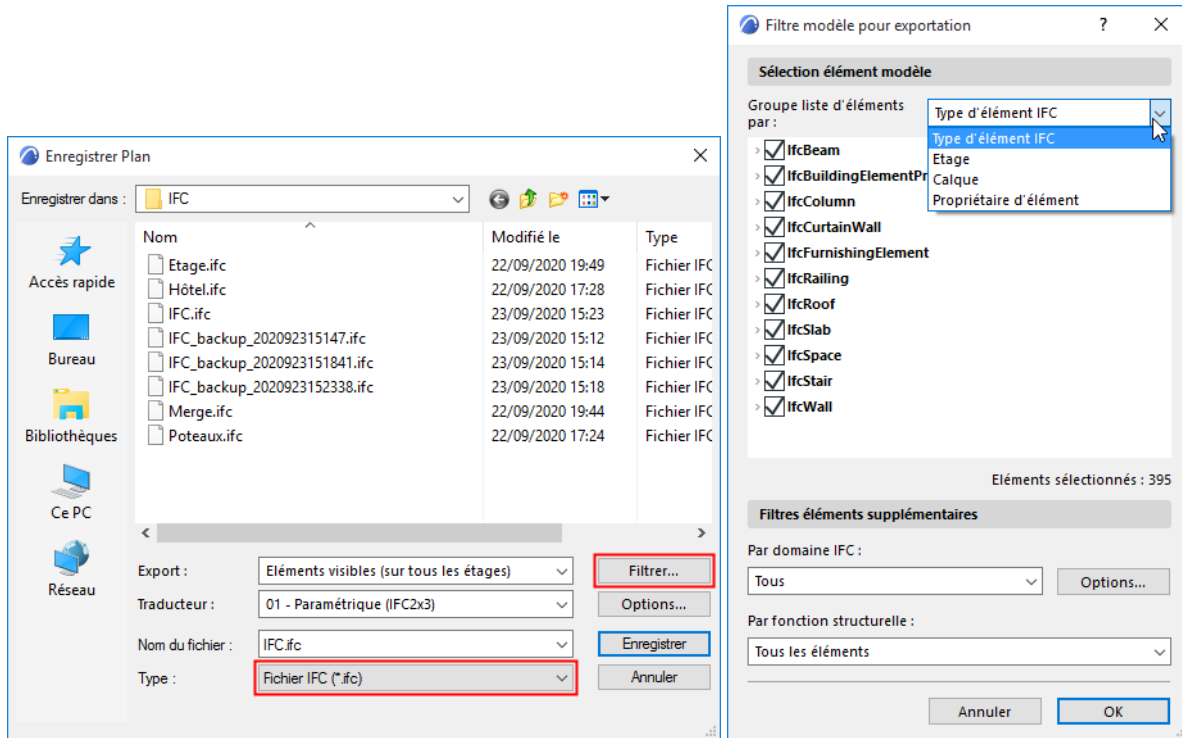 Enregistrer Plan
Enregistrer dans :
IFC
Accès rapide
Bureau
Bibliothèques
Ce PC
Réseau
Nom Modifié le Type
Etage.ifc 22/09/2020 19:49 Fichier IFC
Hôtel.ifc 22/09/2020 17:28 Fichier IFC
IFC.ifc 23/09/2020 15:23 Fichier IFC
IFC_backup_202092315147.ifc 23/09/2020 15:12 Fichier IFC
IFC_backup_2020923151841.ifc 23/09/2020 15:14 Fichier IFC
IFC_backup_2020923152338.ifc 23/09/2020 15:18 Fichier IFC
Merge.ifc 22/09/2020 19:44 Fichier IFC
Poteaux.ifc 22/09/2020 17:24 Fichier IFC
Export : Eléments visibles (sur tous les étages) Filtrer...
Traducteur : 01 - Paramétrique (IFC2x3) Options...
Nom du fichier : IFC.ifc Enregistrer
Type : Fichier IFC (*.ifc) Annuler
Filtre modèle pour exportation ?
Sélection élément modèle
Groupe liste d'éléments
par :
Type d'élément IFC
Type d'élément IFC
Etage
Calque
Propriétaire d'élément
IfcBeam
IfcBuildingElementPr
IfcColumn
IfcCurtainWall
IfcFurnishingElement
IfcRailing
IfcRoof
IfcSlab
IfcSpace
IfcStair
IfcWall
Eléments sélectionnés : 395
Filtres éléments supplémentaires
Par domaine IFC :
Tous Options...
Par fonction structurelle :
Tous les éléments
Annuler OK